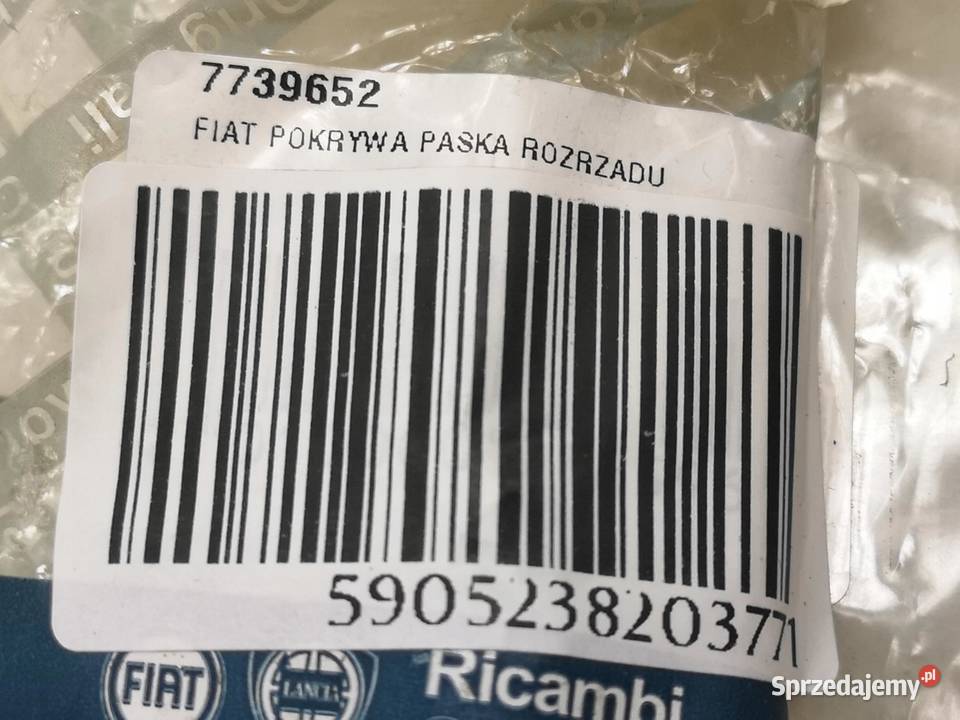 7739652
FIAT POKRYWA PASKA ROZRZADU
5905238203771
FIAT
LANCIA
Ricambi
Sprzedajemy.pl